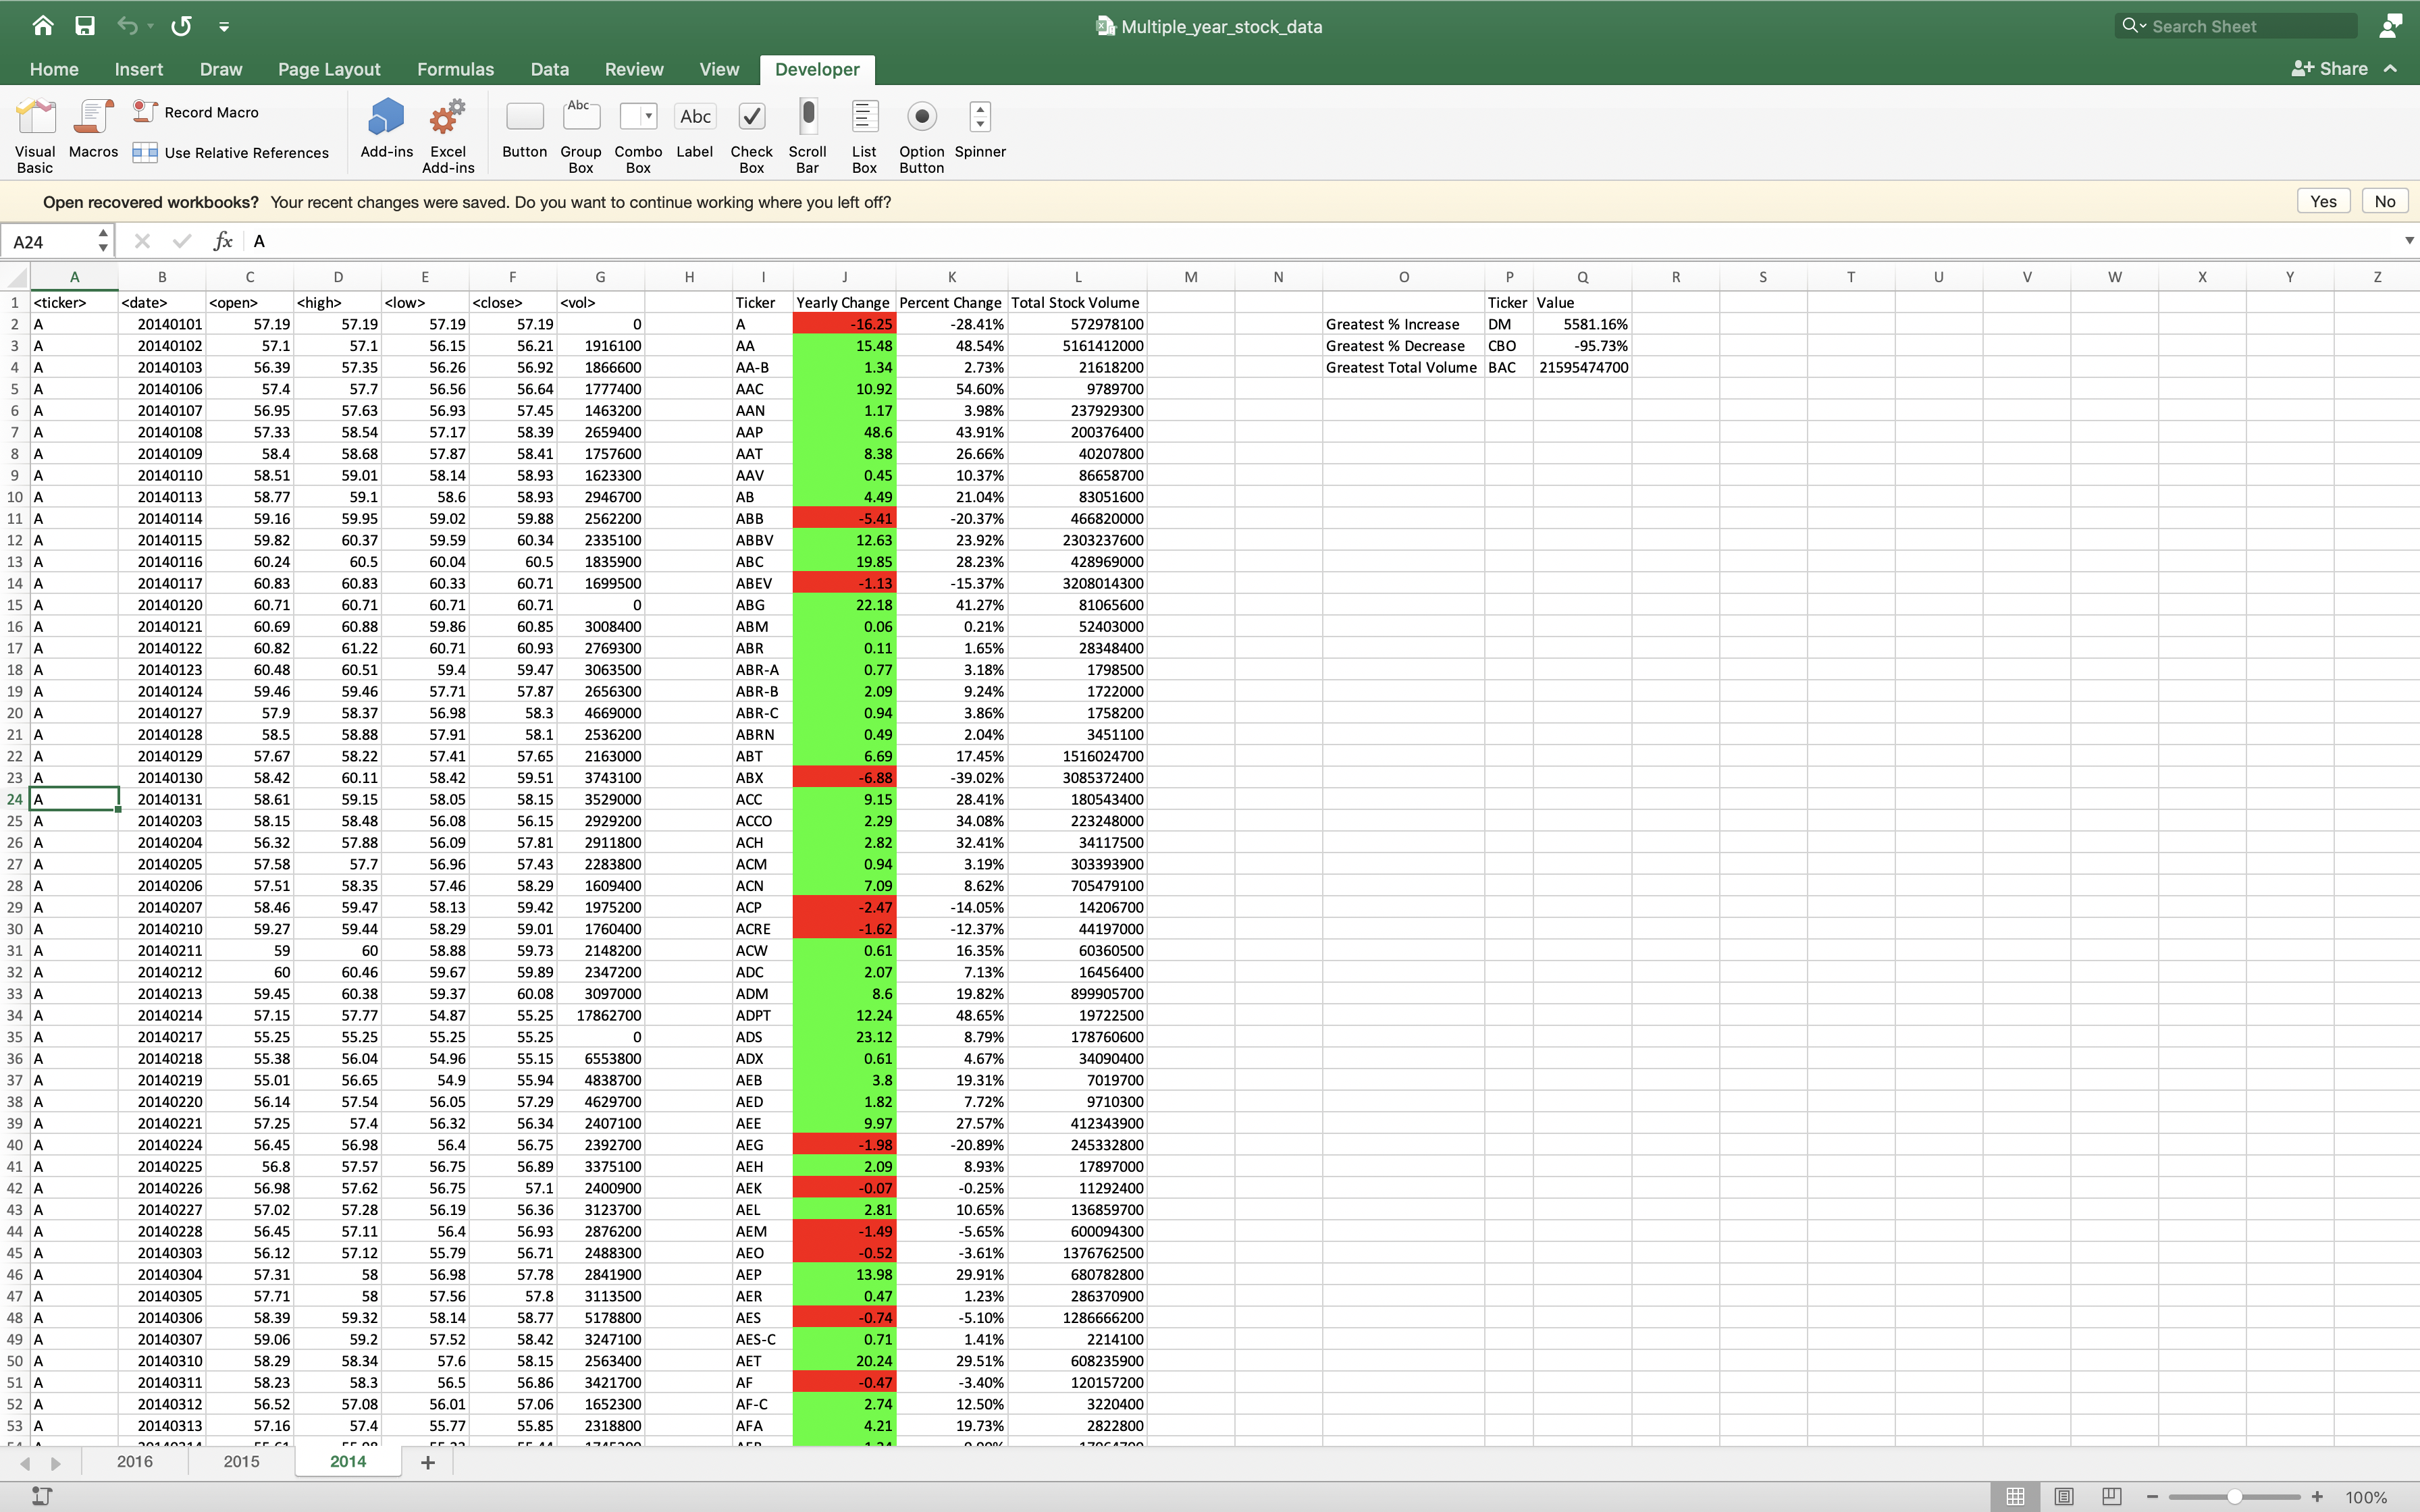 Multiple_year_stock_data
Search Sheet
Home Insert Draw Page Layout Formulas Data Review View Developer
Share
Visual Basic Macros Record Macro Use Relative References Add-ins Excel Add-ins Button Group Box Combo Box Label Check Box Scroll Bar List Box Option Button Spinner
Abc Abc
Open recovered workbooks? Your recent changes were saved. Do you want to continue working where you left off? Yes No
A24 fx A
A B C D E F G H I J K L M N O P Q R S T U V W X Y Z
1 <ticker> <date> <open> <high> <low> <close> <vol> Ticker Yearly Change Percent Change Total Stock Volume Ticker Value
2 A 20140101 57.19 57.19 57.19 57.19 0 A -16.25 -28.41% 572978100 Greatest % Increase DM 5581.16%
3 A 20140102 57.1 57.1 56.15 56.21 1916100 AA 15.48 48.54% 5161412000 Greatest % Decrease CBO -95.73%
4 A 20140103 56.39 57.35 56.26 56.92 1866600 AA-B 1.34 2.73% 21618200 Greatest Total Volume BAC 21595474700
5 A 20140106 57.4 57.7 56.56 56.64 1777400 AAC 10.92 54.60% 9789700
6 A 20140107 56.95 57.63 56.93 57.45 1463200 AAN 1.17 3.98% 237929300
7 A 20140108 57.33 58.54 57.17 58.39 2659400 AAP 48.6 43.91% 200376400
8 A 20140109 58.4 58.68 57.87 58.41 1757600 AAT 8.38 26.66% 40207800
9 A 20140110 58.51 59.01 58.14 58.93 1623300 AAV 0.45 10.37% 86658700
10 A 20140113 58.77 59.1 58.6 58.93 2946700 AB 4.49 21.04% 83051600
11 A 20140114 59.16 59.95 59.02 59.88 2562200 ABB -5.41 -20.37% 466820000
12 A 20140115 59.82 60.37 59.59 60.34 2335100 ABBV 12.63 23.92% 2303237600
13 A 20140116 60.24 60.5 60.04 60.5 1835900 ABC 19.85 28.23% 428969000
14 A 20140117 60.83 60.83 60.33 60.71 1699500 ABEV -1.13 -15.37% 3208014300
15 A 20140120 60.71 60.71 60.71 60.71 0 ABG 22.18 41.27% 81065600
16 A 20140121 60.69 60.88 59.86 60.85 3008400 ABM 0.06 0.21% 52403000
17 A 20140122 60.82 61.22 60.71 60.93 2769300 ABR 0.11 1.65% 28348400
18 A 20140123 60.48 60.51 59.4 59.47 3063500 ABR-A 0.77 3.18% 1798500
19 A 20140124 59.46 59.46 57.71 57.87 2656300 ABR-B 2.09 9.24% 1722000
20 A 20140127 57.9 58.37 56.98 58.3 4669000 ABR-C 0.94 3.86% 1758200
21 A 20140128 58.5 58.88 57.91 58.1 2536200 ABRN 0.49 2.04% 3451100
22 A 20140129 57.67 58.22 57.41 57.65 2163000 ABT 6.69 17.45% 1516024700
23 A 20140130 58.42 60.11 58.42 59.51 3743100 ABX -6.88 -39.02% 3085372400
24 A 20140131 58.61 59.15 58.05 58.15 3529000 ACC 9.15 28.41% 180543400
25 A 20140203 58.15 58.48 56.08 56.15 2929200 ACCO 2.29 34.08% 223248000
26 A 20140204 56.32 57.88 56.09 57.81 2911800 ACH 2.82 32.41% 34117500
27 A 20140205 57.58 57.7 56.96 57.43 2283800 ACM 0.94 3.19% 303393900
28 A 20140206 57.51 58.35 57.46 58.29 1609400 ACN 7.09 8.62% 705479100
29 A 20140207 58.46 59.47 58.13 59.42 1975200 ACP -2.47 -14.05% 14206700
30 A 20140210 59.27 59.44 58.29 59.01 1760400 ACRE -1.62 -12.37% 44197000
31 A 20140211 59 60 58.88 59.73 2148200 ACW 0.61 16.35% 60360500
32 A 20140212 60 60.46 59.67 59.89 2347200 ADC 2.07 7.13% 16456400
33 A 20140213 59.45 60.38 59.37 60.08 3097000 ADM 8.6 19.82% 899905700
34 A 20140214 57.15 57.77 54.87 55.25 17862700 ADPT 12.24 48.65% 19722500
35 A 20140217 55.25 55.25 55.25 55.25 0 ADS 23.12 8.79% 178760600
36 A 20140218 55.38 56.04 54.96 55.15 6553800 ADX 0.61 4.67% 34090400
37 A 20140219 55.01 56.65 54.9 55.94 4838700 AEB 3.8 19.31% 7019700
38 A 20140220 56.14 57.54 56.05 57.29 4629700 AED 1.82 7.72% 9710300
39 A 20140221 57.25 57.4 56.32 56.34 2407100 AEE 9.97 27.57% 412343900
40 A 20140224 56.45 56.98 56.4 56.75 2392700 AEG -1.98 -20.89% 245332800
41 A 20140225 56.8 57.57 56.75 56.89 3375100 AEH 2.09 8.93% 17897000
42 A 20140226 56.98 57.62 56.75 57.1 2400900 AEK -0.07 -0.25% 11292400
43 A 20140227 57.02 57.28 56.19 56.36 3123700 AEL 2.81 10.65% 136859700
44 A 20140228 56.45 57.11 56.4 56.93 2876200 AEM -1.49 -5.65% 600094300
45 A 20140303 56.12 57.12 55.79 56.71 2488300 AEO -0.52 -3.61% 1376762500
46 A 20140304 57.31 58 56.98 57.78 2841900 AEP 13.98 29.91% 680782800
47 A 20140305 57.71 58 57.56 57.8 3113500 AER 0.47 1.23% 286370900
48 A 20140306 58.39 59.32 58.14 58.77 5178800 AES -0.74 -5.10% 1286666200
49 A 20140307 59.06 59.2 57.52 58.42 3247100 AES-C 0.71 1.41% 2214100
50 A 20140310 58.29 58.34 57.6 58.15 2563400 AET 20.24 29.51% 608235900
51 A 20140311 58.23 58.3 56.5 56.86 3421700 AF -0.47 -3.40% 120157200
52 A 20140312 56.52 57.08 56.01 57.06 1652300 AF-C 2.74 12.50% 3220400
53 A 20140313 57.16 57.4 55.77 55.85 2318800 AFA 4.21 19.73% 2822800
2016 2015 2014 +
100%